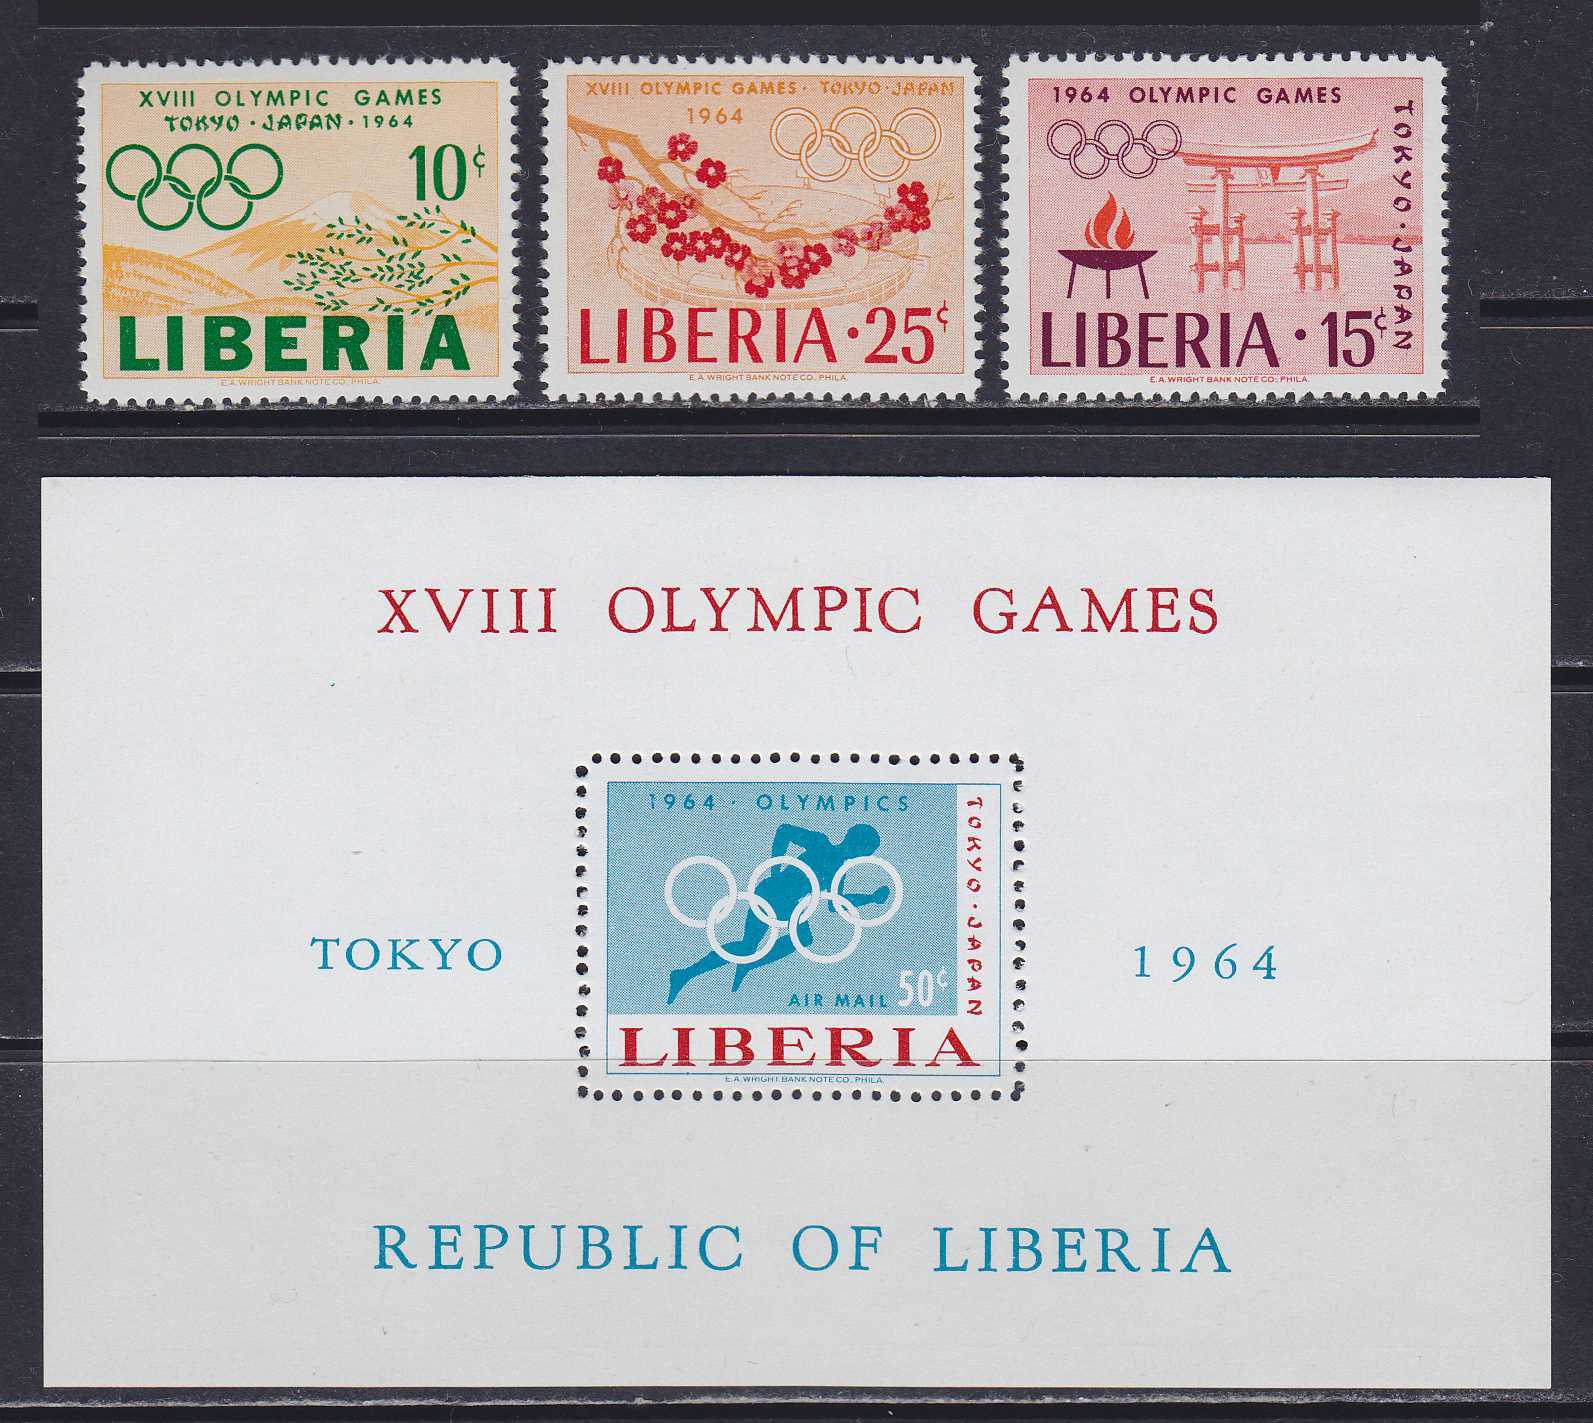 XVIII OLYMPIC GAMES
TOKYO · JAPAN · 1964
10¢
LIBERIA
E.A. WRIGHT BANK NOTE CO., PHILA.
XVIII OLYMPIC GAMES · TOKYO · JAPAN
1964
LIBERIA · 25¢
E.A. WRIGHT BANK NOTE CO., PHILA.
1964 OLYMPIC GAMES
TOKYO · JAPAN
LIBERIA · 15¢
E.A. WRIGHT BANK NOTE CO., PHILA.
XVIII OLYMPIC GAMES
TOKYO
1964 · OLYMPICS
TOKYO · JAPAN
AIR MAIL 50¢
LIBERIA
E.A. WRIGHT BANK NOTE CO., PHILA.
1964
REPUBLIC OF LIBERIA